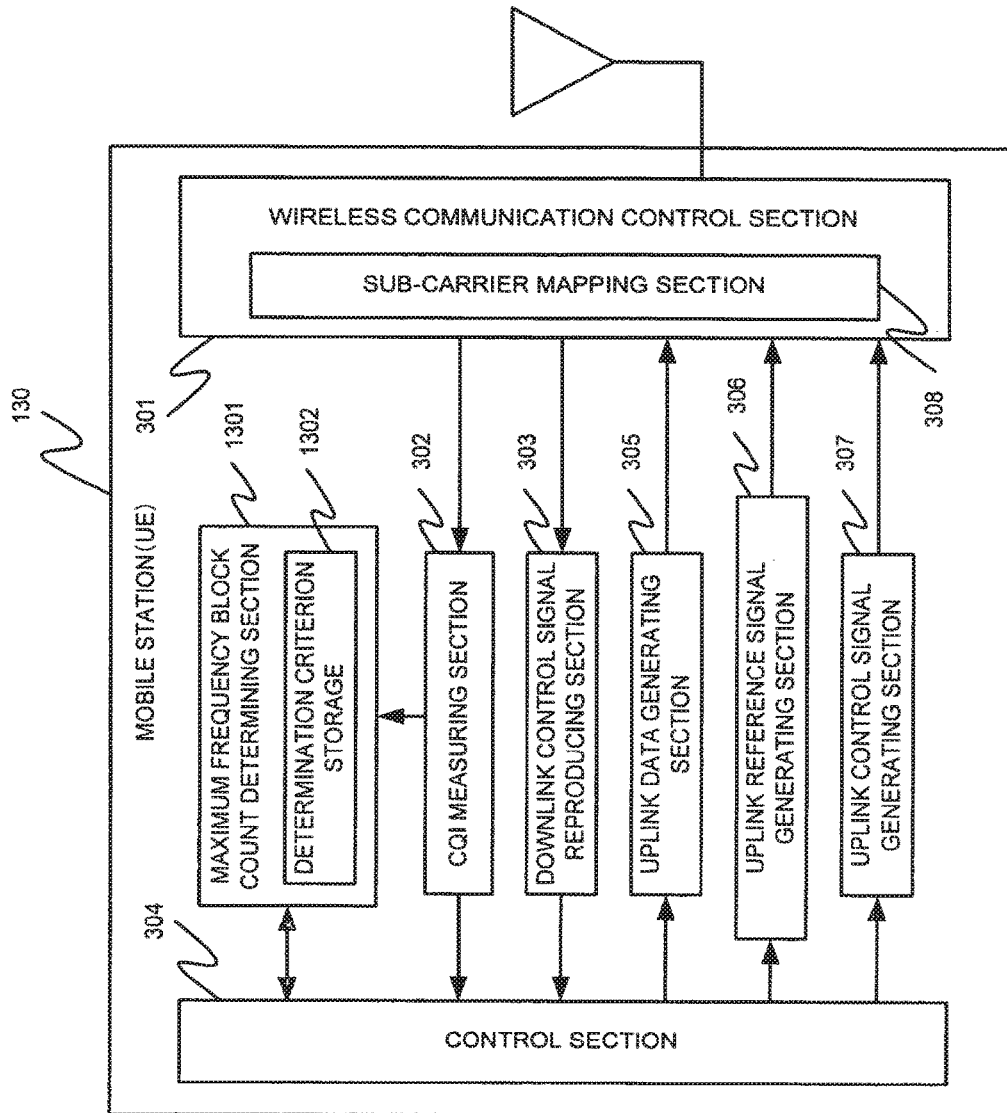 130
MOBILE STATION(UE)
304
1301
MAXIMUM FREQUENCY BLOCK
COUNT DETERMINING SECTION
1302
DETERMINATION CRITERION
STORAGE
301
WIRELESS COMMUNICATION CONTROL SECTION
SUB-CARRIER MAPPING SECTION
308
302
CQI MEASURING SECTION
303
DOWNLINK CONTROL SIGNAL
REPRODUCING SECTION
305
UPLINK DATA GENERATING
SECTION
306
UPLINK REFERENCE SIGNAL
GENERATING SECTION
307
UPLINK CONTROL SIGNAL
GENERATING SECTION
CONTROL SECTION